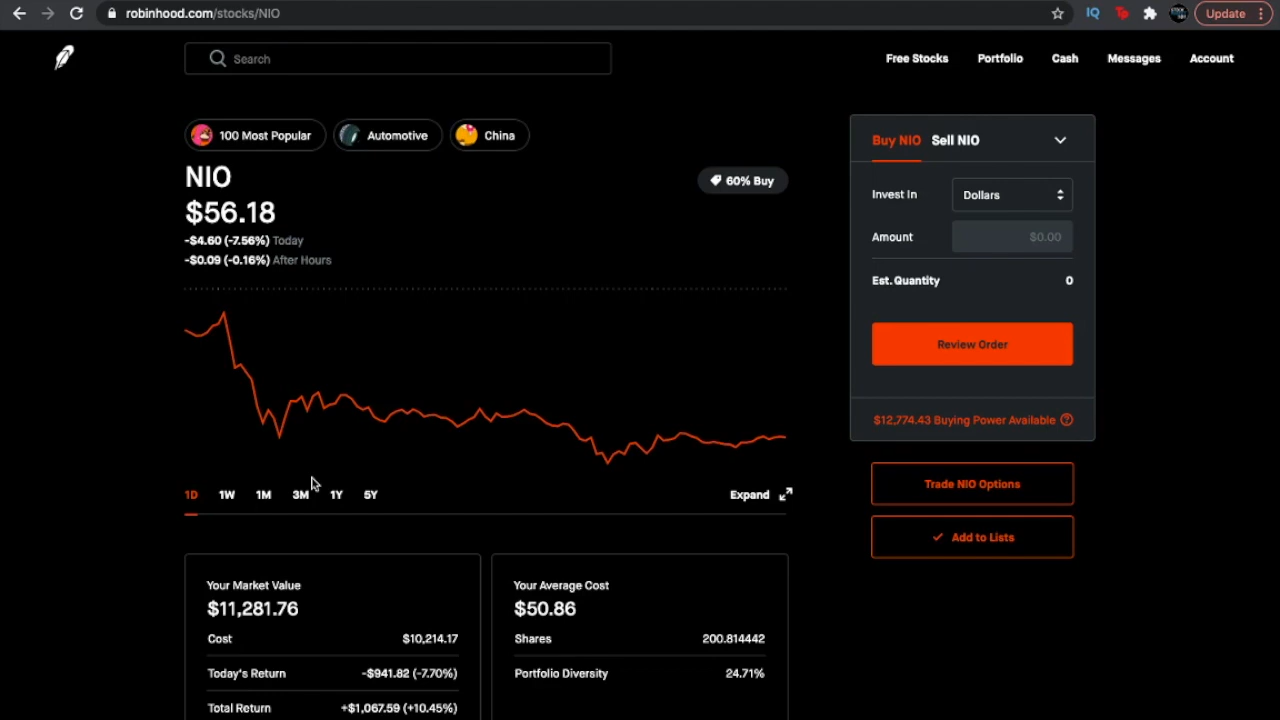 robinhood.com/stocks/NIO
IQ
Update
Search
Free Stocks Portfolio Cash Messages Account
100 Most Popular Automotive China
Buy NIO Sell NIO
NIO
60% Buy
$56.18
-$4.60 (-7.56%) Today
-$0.09 (-0.16%) After Hours
Invest In Dollars
Amount $0.00
Est. Quantity 0
Review Order
$12,774.43 Buying Power Available ?
1D 1W 1M 3M 1Y 5Y Expand
Trade NIO Options
Add to Lists
Your Market Value
$11,281.76
Cost $10,214.17
Today's Return -$941.82 (-7.70%)
Total Return +$1,067.59 (+10.45%)
Your Average Cost
$50.86
Shares 200.814442
Portfolio Diversity 24.71%